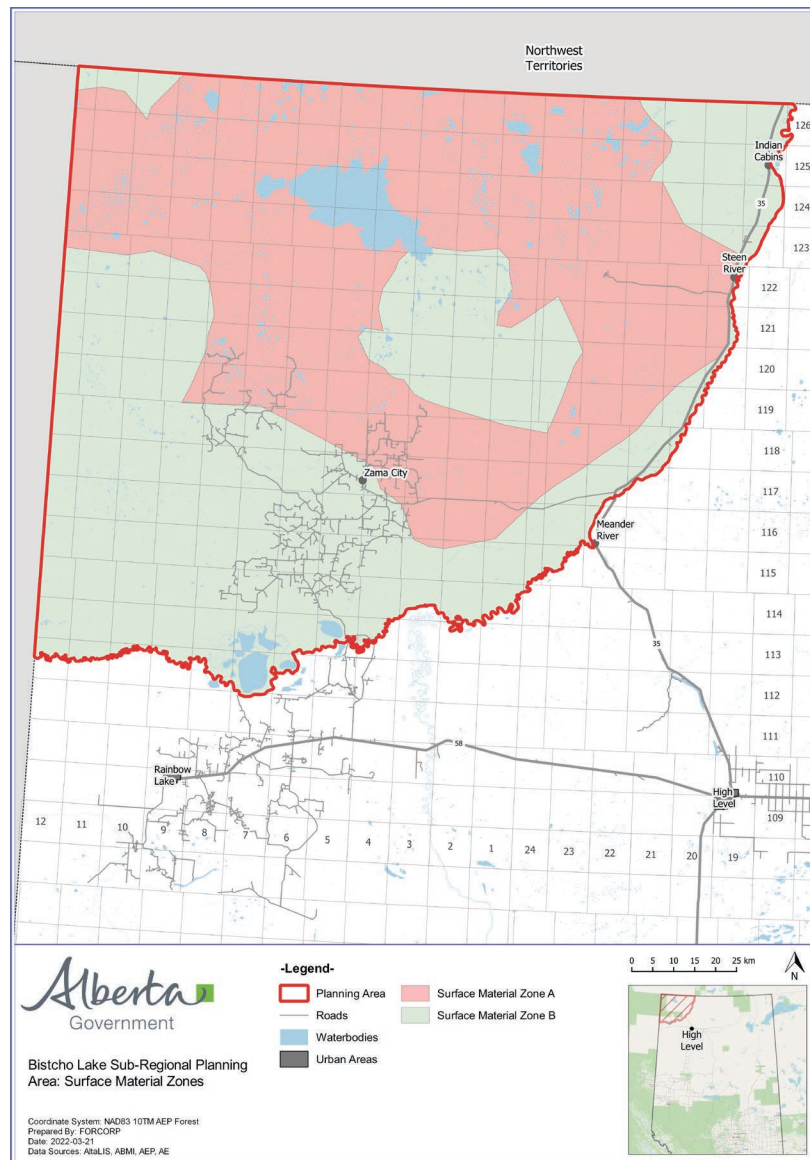 Northwest
Territories
126
Indian
Cabins
125
124
35
123
Steen
River
122
121
120
119
118
Zama City
117
Meander
River
116
115
114
35
113
112
111
58
Rainbow
Lake
110
High
Level
109
12
11
10
9
8
7
6
5
4
3
2
1
24
23
22
21
20
19
Alberta
Government
Bistcho Lake Sub-Regional Planning
Area: Surface Material Zones
Coordinate System: NAD83 10TM AEP Forest
Prepared By: FORCORP
Date: 2022-03-21
Data Sources: AltaLIS, ABMI, AEP, AE
-Legend-
Planning Area
Roads
Waterbodies
Urban Areas
Surface Material Zone A
Surface Material Zone B
0 5 10 15 20 25 km
N
High
Level